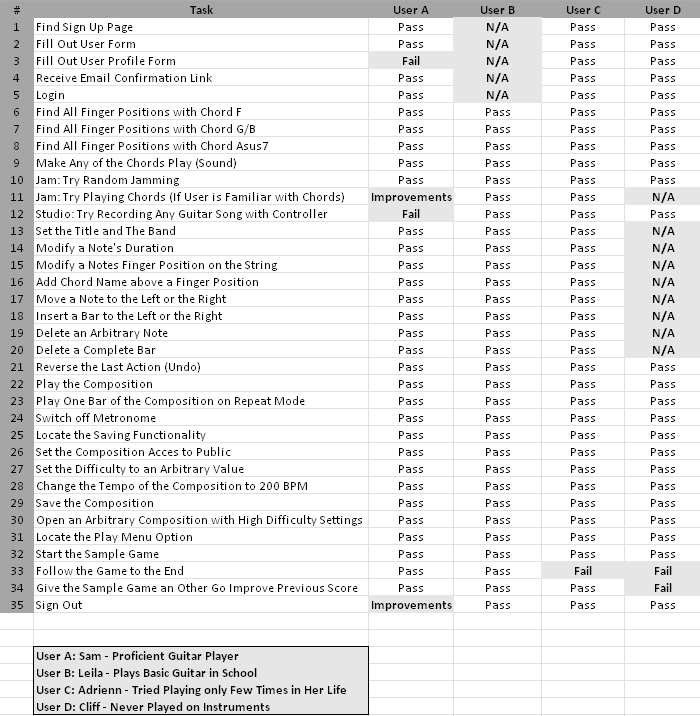 # Task User A User B User C User D
1 Find Sign Up Page Pass N/A Pass Pass
2 Fill Out User Form Pass N/A Pass Pass
3 Fill Out User Profile Form Fail N/A Pass Pass
4 Receive Email Confirmation Link Pass N/A Pass Pass
5 Login Pass N/A Pass Pass
6 Find All Finger Positions with Chord F Pass Pass Pass Pass
7 Find All Finger Positions with Chord G/B Pass Pass Pass Pass
8 Find All Finger Positions with Chord Asus7 Pass Pass Pass Pass
9 Make Any of the Chords Play (Sound) Pass Pass Pass Pass
10 Jam: Try Random Jamming Pass Pass Pass Pass
11 Jam: Try Playing Chords (If User is Familiar with Chords) Improvements Pass Pass N/A
12 Studio: Try Recording Any Guitar Song with Controller Fail Pass Pass Pass
13 Set the Title and The Band Pass Pass Pass N/A
14 Modify a Note's Duration Pass Pass Pass N/A
15 Modify a Notes Finger Position on the String Pass Pass Pass N/A
16 Add Chord Name above a Finger Position Pass Pass Pass N/A
17 Move a Note to the Left or the Right Pass Pass Pass N/A
18 Insert a Bar to the Left or the Right Pass Pass Pass N/A
19 Delete an Arbitrary Note Pass Pass Pass N/A
20 Delete a Complete Bar Pass Pass Pass N/A
21 Reverse the Last Action (Undo) Pass Pass Pass Pass
22 Play the Composition Pass Pass Pass Pass
23 Play One Bar of the Composition on Repeat Mode Pass Pass Pass Pass
24 Switch off Metronome Pass Pass Pass Pass
25 Locate the Saving Functionality Pass Pass Pass Pass
26 Set the Composition Acces to Public Pass Pass Pass Pass
27 Set the Difficulty to an Arbitrary Value Pass Pass Pass Pass
28 Change the Tempo of the Composition to 200 BPM Pass Pass Pass Pass
29 Save the Composition Pass Pass Pass Pass
30 Open an Arbitrary Composition with High Difficulty Settings Pass Pass Pass Pass
31 Locate the Play Menu Option Pass Pass Pass Pass
32 Start the Sample Game Pass Pass Pass Pass
33 Follow the Game to the End Pass Pass Fail Fail
34 Give the Sample Game an Other Go Improve Previous Score Pass Pass Pass Fail
35 Sign Out Improvements Pass Pass Pass
User A: Sam - Proficient Guitar Player
User B: Leila - Plays Basic Guitar in School
User C: Adrienn - Tried Playing only Few Times in Her Life
User D: Cliff - Never Played on Instruments